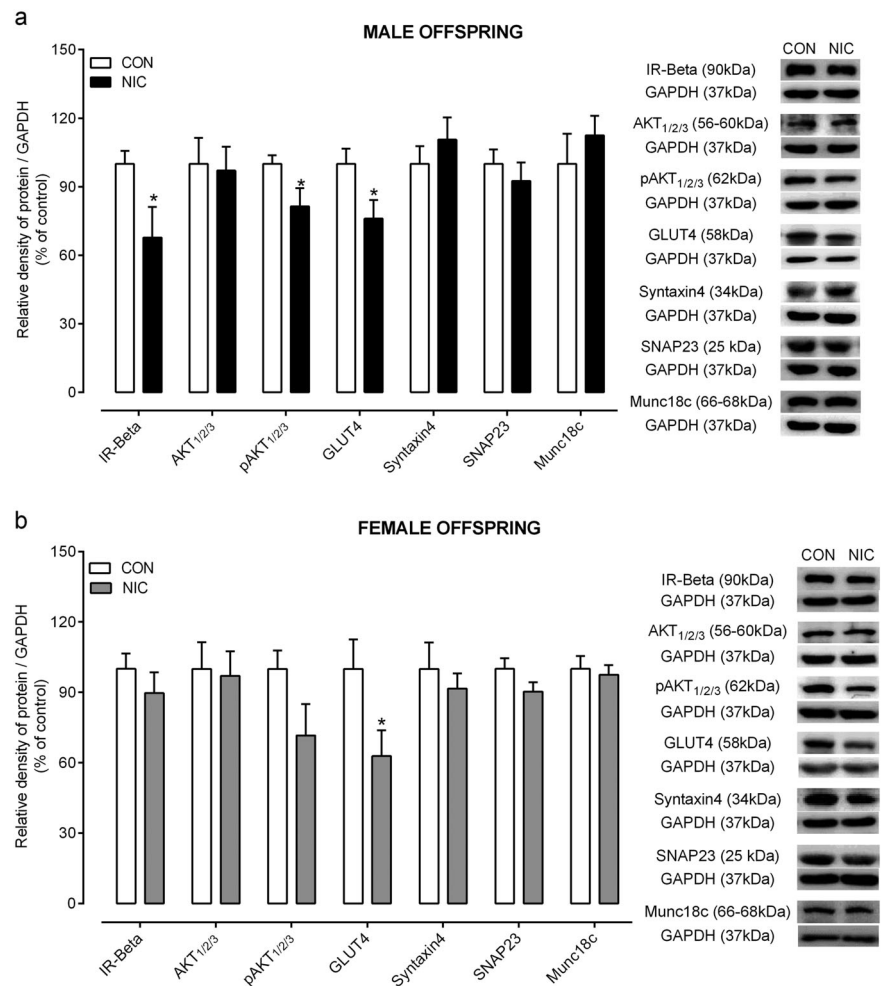 a
MALE OFFSPRING
150
120
90
60
30
0
Relative density of protein / GAPDH
(% of control)
CON
NIC
*
*
*
IR-Beta
AKT1/2/3
pAKT1/2/3
GLUT4
Syntaxin4
SNAP23
Munc18c
CON NIC
IR-Beta (90kDa)
GAPDH (37kDa)
AKT1/2/3 (56-60kDa)
GAPDH (37kDa)
pAKT1/2/3 (62kDa)
GAPDH (37kDa)
GLUT4 (58kDa)
GAPDH (37kDa)
Syntaxin4 (34kDa)
GAPDH (37kDa)
SNAP23 (25 kDa)
GAPDH (37kDa)
Munc18c (66-68kDa)
GAPDH (37kDa)
b
FEMALE OFFSPRING
150
120
90
60
30
0
Relative density of protein / GAPDH
(% of control)
CON
NIC
*
IR-Beta
AKT1/2/3
pAKT1/2/3
GLUT4
Syntaxin4
SNAP23
Munc18c
CON NIC
IR-Beta (90kDa)
GAPDH (37kDa)
AKT1/2/3 (56-60kDa)
GAPDH (37kDa)
pAKT1/2/3 (62kDa)
GAPDH (37kDa)
GLUT4 (58kDa)
GAPDH (37kDa)
Syntaxin4 (34kDa)
GAPDH (37kDa)
SNAP23 (25 kDa)
GAPDH (37kDa)
Munc18c (66-68kDa)
GAPDH (37kDa)